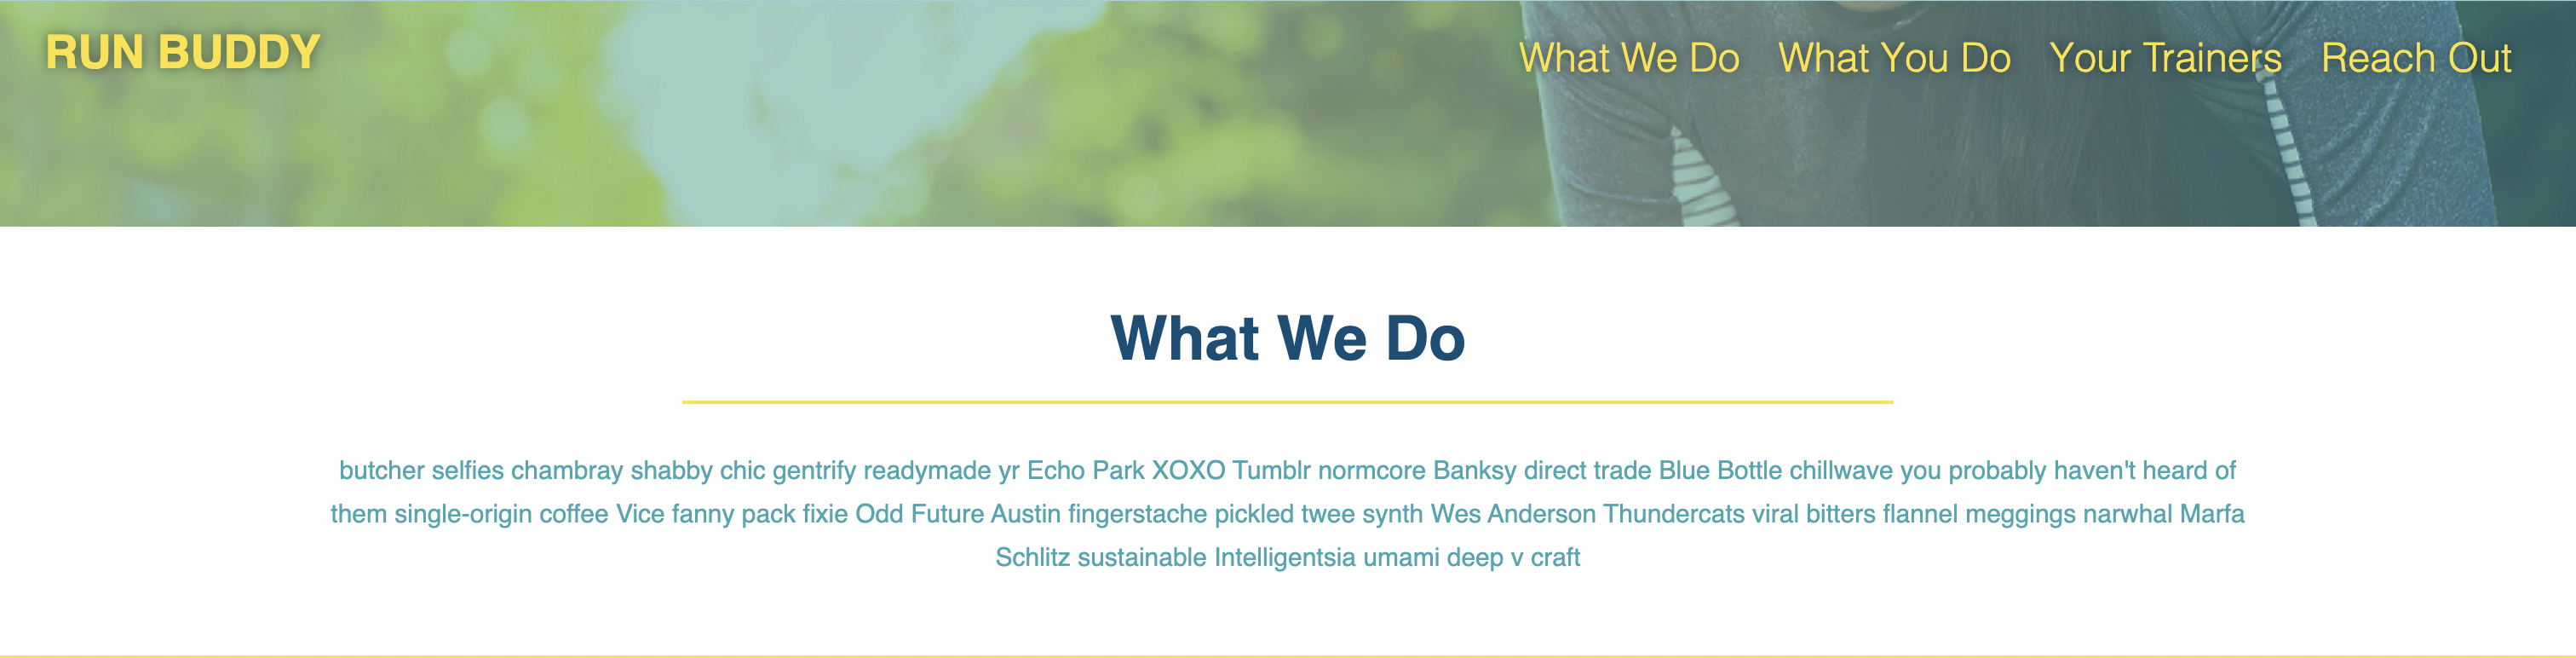 RUN BUDDY
What We Do What You Do Your Trainers Reach Out
What We Do
butcher selfies chambray shabby chic gentrify readymade yr Echo Park XOXO Tumblr normcore Banksy direct trade Blue Bottle chillwave you probably haven't heard of
them single-origin coffee Vice fanny pack fixie Odd Future Austin fingerstache pickled twee synth Wes Anderson Thundercats viral bitters flannel meggings narwhal Marfa
Schlitz sustainable Intelligentsia umami deep v craft